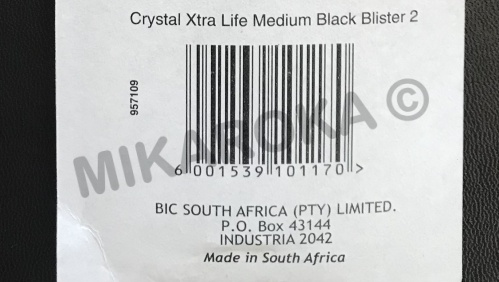 Crystal Xtra Life Medium Black Blister 2
957109
MIKAROKA ©
6 001539 101170 >
BIC SOUTH AFRICA (PTY) LIMITED.
P.O. Box 43144
INDUSTRIA 2042
Made in South Africa